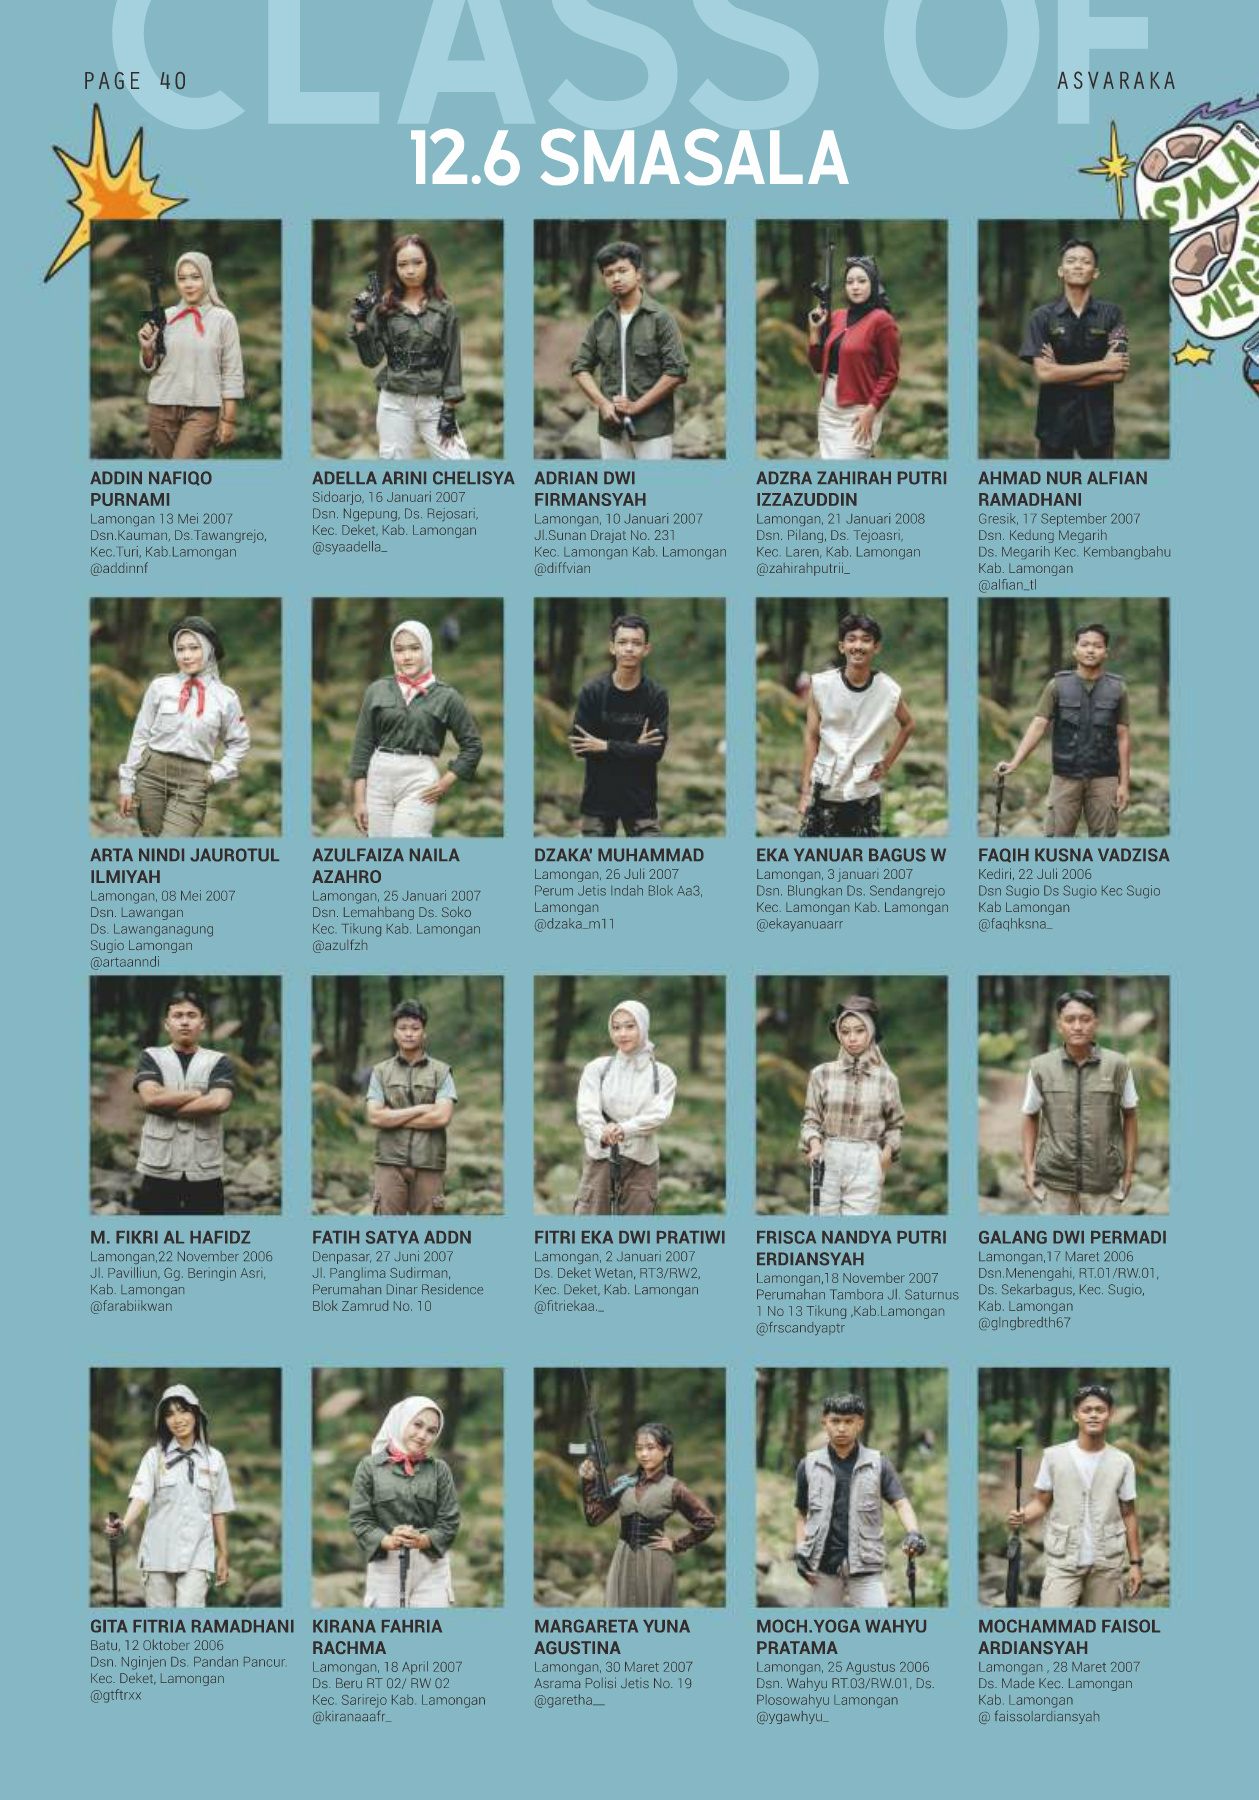 CLASS OF
PAGE 40
ASVARAKA
12.6 SMASALA
SMA
NEG
ADDIN NAFIQO
PURNAMI
Lamongan 13 Mei 2007
Dsn.Kauman, Ds.Tawangrejo,
Kec.Turi, Kab.Lamongan
@addinnf
ADELLA ARINI CHELISYA
Sidoarjo, 16 Januari 2007
Dsn. Ngepung, Ds. Rejosari,
Kec. Deket, Kab. Lamongan
@syaadella_
ADRIAN DWI
FIRMANSYAH
Lamongan, 10 Januari 2007
Jl.Sunan Drajat No. 231
Kec. Lamongan Kab. Lamongan
@diffvian
ADZRA ZAHIRAH PUTRI
IZZAZUDDIN
Lamongan, 21 Januari 2008
Dsn. Pilang, Ds. Tejoasri,
Kec. Laren, Kab. Lamongan
@zahirahputrii_
AHMAD NUR ALFIAN
RAMADHANI
Gresik, 17 September 2007
Dsn. Kedung Megarih
Ds. Megarih Kec. Kembangbahu
Kab. Lamongan
@alfian_tl
ARTA NINDI JAUROTUL
ILMIYAH
Lamongan, 08 Mei 2007
Dsn. Lawangan
Ds. Lawanganagung
Sugio Lamongan
@artaanndi
AZULFAIZA NAILA
AZAHRO
Lamongan, 25 Januari 2007
Dsn. Lemahbang Ds. Soko
Kec. Tikung Kab. Lamongan
@azulfzh
DZAKA' MUHAMMAD
Lamongan, 26 Juli 2007
Perum Jetis Indah Blok Aa3,
Lamongan
@dzaka_m11
EKA YANUAR BAGUS W
Lamongan, 3 januari 2007
Dsn. Blungkan Ds. Sendangrejo
Kec. Lamongan Kab. Lamongan
@ekayanuaarr
FAQIH KUSNA VADZISA
Kediri, 22 Juli 2006
Dsn Sugio Ds Sugio Kec Sugio
Kab Lamongan
@faqhksna_
M. FIKRI AL HAFIDZ
Lamongan,22 November 2006
Jl. Pavilliun, Gg. Beringin Asri,
Kab. Lamongan
@farabiikwan
FATIH SATYA ADDN
Denpasar, 27 Juni 2007
Jl. Panglima Sudirman,
Perumahan Dinar Residence
Blok Zamrud No. 10
FITRI EKA DWI PRATIWI
Lamongan, 2 Januari 2007
Ds. Deket Wetan, RT3/RW2,
Kec. Deket, Kab. Lamongan
@fitriekaa._
FRISCA NANDYA PUTRI
ERDIANSYAH
Lamongan,18 November 2007
Perumahan Tambora Jl. Saturnus
1 No 13 Tikung ,Kab.Lamongan
@frscandyaptr
GALANG DWI PERMADI
Lamongan,17 Maret 2006
Dsn.Menengahi, RT.01/RW.01,
Ds. Sekarbagus, Kec. Sugio,
Kab. Lamongan
@glngbredth67
GITA FITRIA RAMADHANI
Batu, 12 Oktober 2006
Dsn. Nginjen Ds. Pandan Pancur.
Kec. Deket, Lamongan
@gtftrxx
KIRANA FAHRIA
RACHMA
Lamongan, 18 April 2007
Ds. Beru RT 02/ RW 02
Kec. Sarirejo Kab. Lamongan
@kiranaaafr_
MARGARETA YUNA
AGUSTINA
Lamongan, 30 Maret 2007
Asrama Polisi Jetis No. 19
@garetha__
MOCH.YOGA WAHYU
PRATAMA
Lamongan, 25 Agustus 2006
Dsn. Wahyu RT.03/RW.01, Ds.
Plosowahyu Lamongan
@ygawhyu_
MOCHAMMAD FAISOL
ARDIANSYAH
Lamongan , 28 Maret 2007
Ds. Made Kec. Lamongan
Kab. Lamongan
@ faissolardiansyah